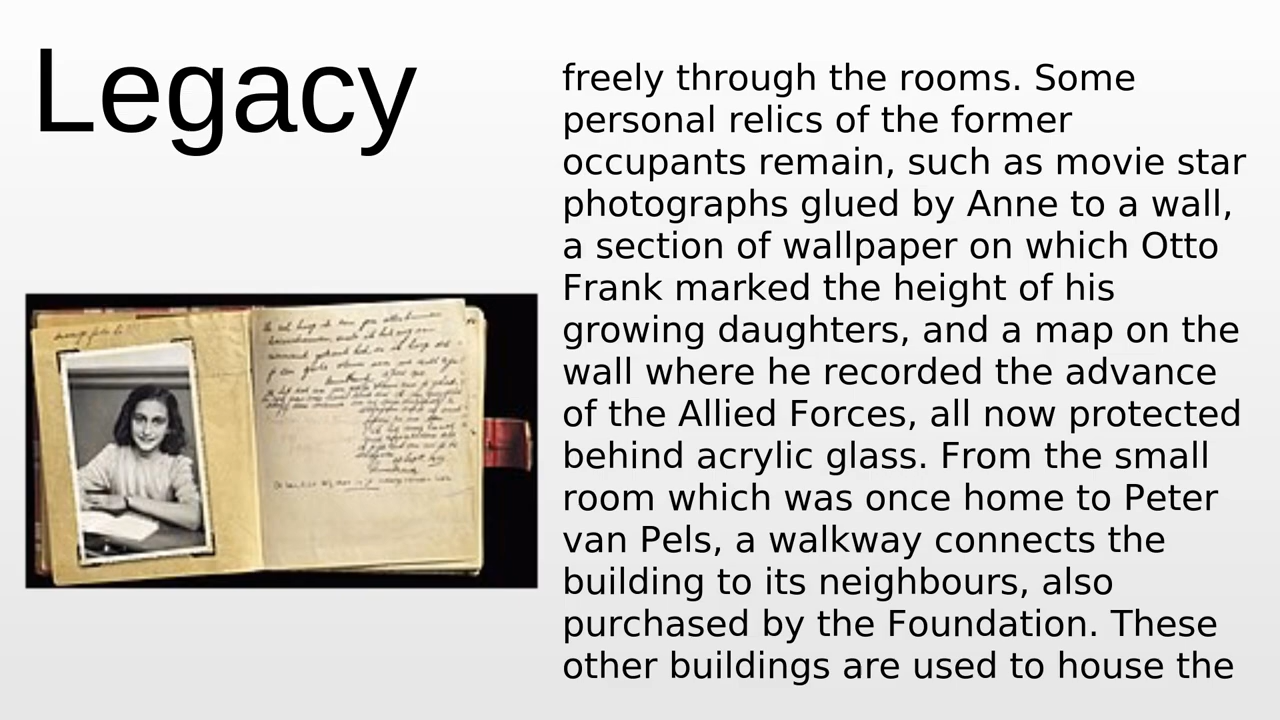 Legacy
freely through the rooms. Some
personal relics of the former
occupants remain, such as movie star
photographs glued by Anne to a wall,
a section of wallpaper on which Otto
Frank marked the height of his
growing daughters, and a map on the
wall where he recorded the advance
of the Allied Forces, all now protected
behind acrylic glass. From the small
room which was once home to Peter
van Pels, a walkway connects the
building to its neighbours, also
purchased by the Foundation. These
other buildings are used to house the